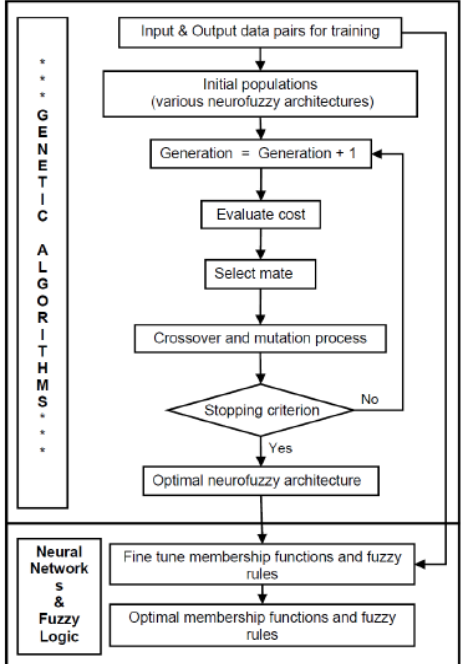 Input & Output data pairs for training
Initial populations
(various neurofuzzy architectures)
Generation = Generation + 1
Evaluate cost
Select mate
Crossover and mutation process
Stopping criterion
No
Yes
Optimal neurofuzzy architecture
* * * GENETIC ALGORITHMS * * *
Neural
Network
s
&
Fuzzy
Logic
Fine tune membership functions and fuzzy
rules
Optimal membership functions and fuzzy
rules